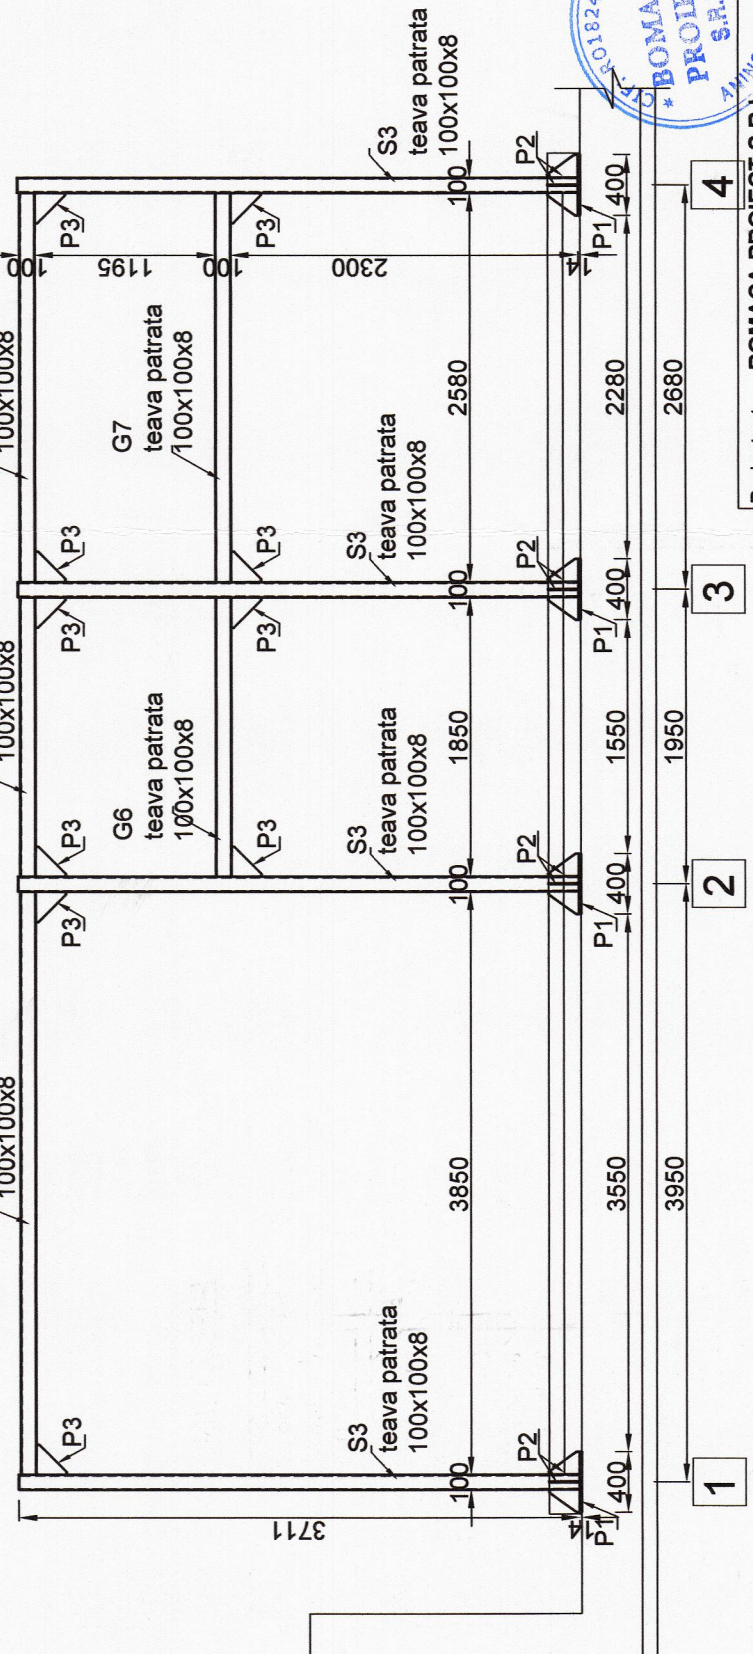 100x100x8
100x100x8
100x100x8
P3
P3
P3
P3
P3
P3
100
1195
100
2300
14
3711
14
G6
teava patrata
100x100x8
G7
teava patrata
100x100x8
P3
P3
P3
P3
S3
teava patrata
100x100x8
S3
teava patrata
100x100x8
S3
teava patrata
100x100x8
S3
teava patrata
100x100x8
100
3850
100
1850
100
2580
100
P2
P2
P2
P2
P1
P1
P1
P1
400
3550
400
1550
400
2280
400
3950
1950
2680
1
2
3
4
BOMA
PROIE
S.R.